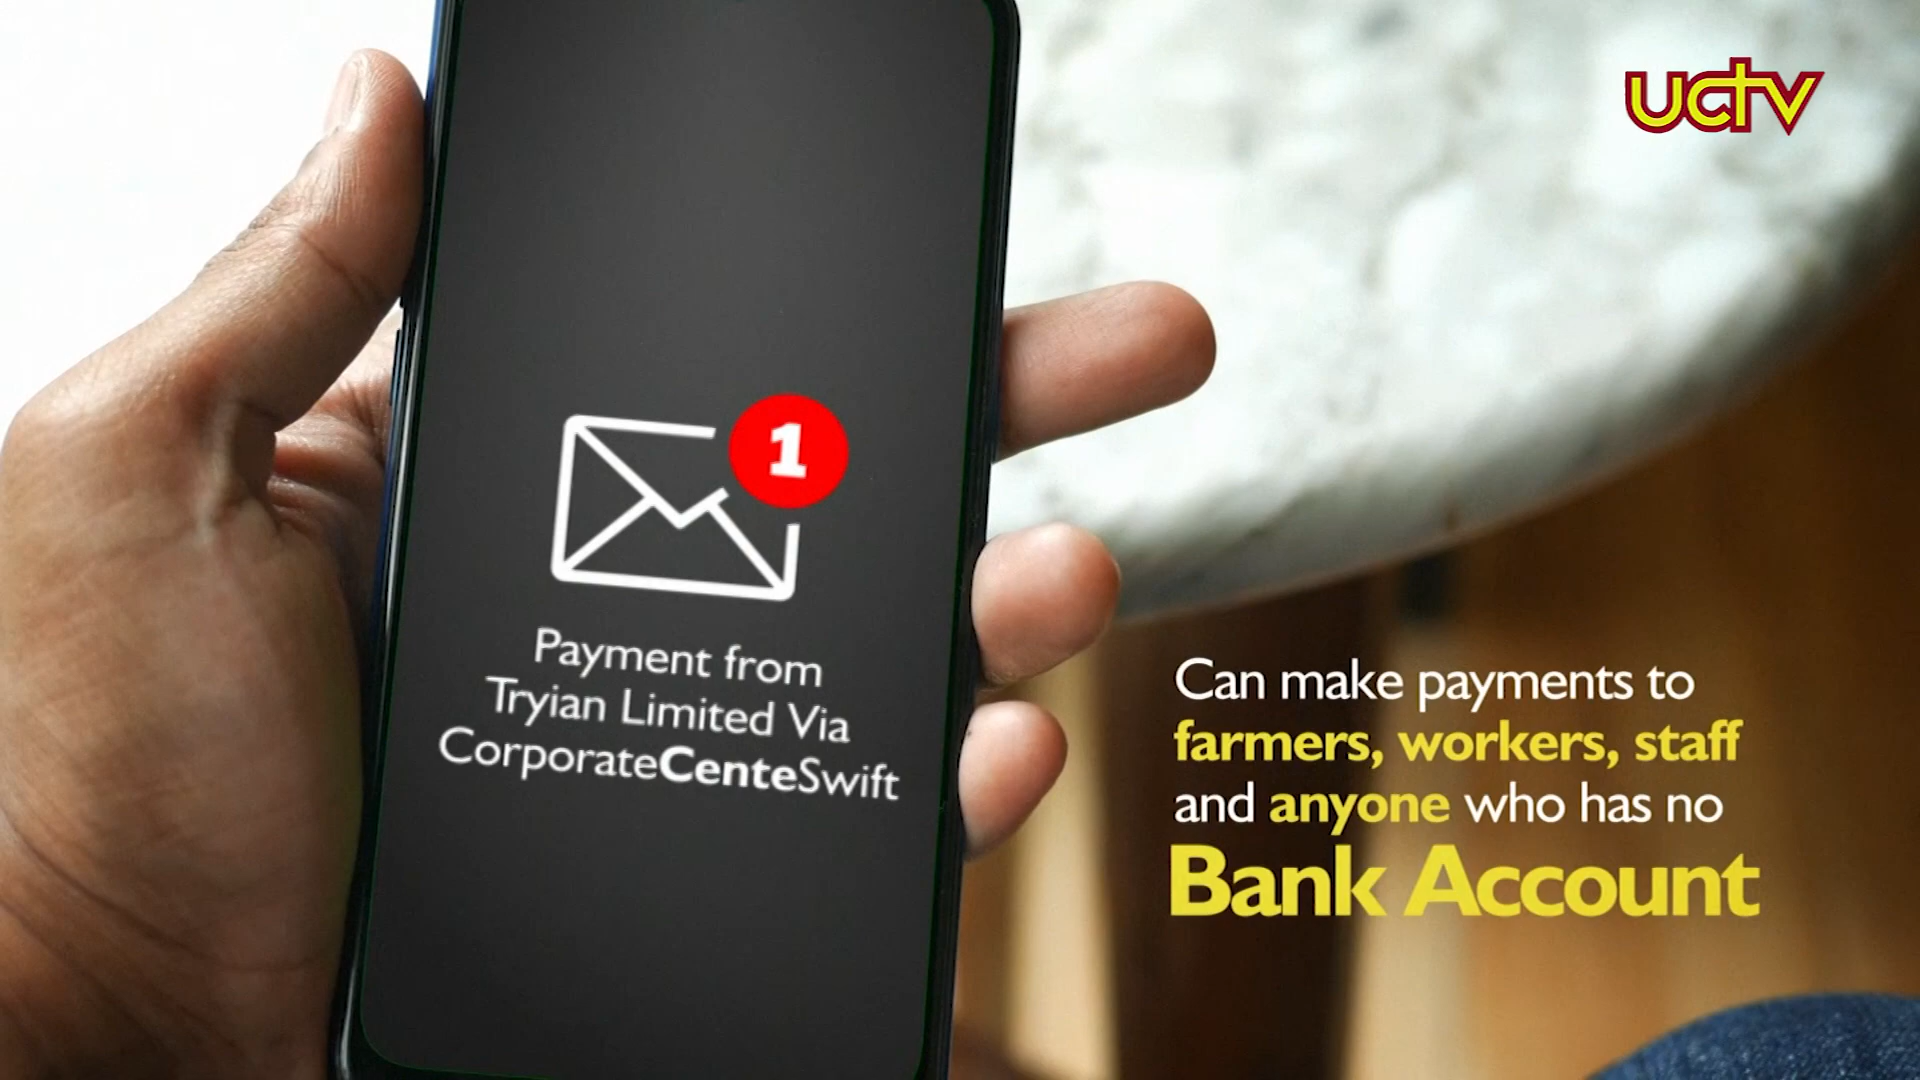 uctv
1
Payment from
Tryian Limited Via
CorporateCenteSwift
Can make payments to
farmers, workers, staff
and anyone who has no
Bank Account